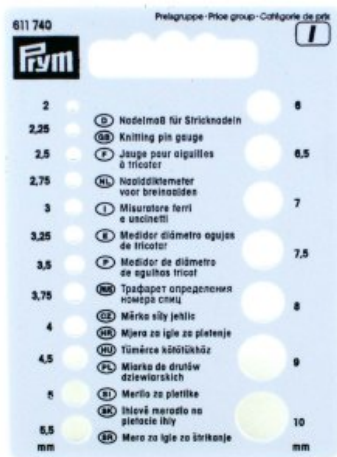 611 740
Preisgruppe · Price group · Catégorie de prix
I
Prym
2
2,25
2,5
2,75
3
3,25
3,5
3,75
4
4,5
5
5,5
mm
D Nadelmaß für Stricknadeln
GB Knitting pin gauge
F Jauge pour aiguilles
à tricoter
NL Naalddiktemeter
voor breinaalden
I Misuratore ferri
e uncinetti
E Medidor diámetro agujas
de tricotar
P Medidor de diâmetro
de agulhas tricot
Трафарет определения
номера спиц
CZ Měrka síly jehlic
HR Mjera za igle za pletenje
HU Tűmérce kötőtűkhöz
PL Miarka do drutów
dziewiarskich
SI Merilo za pletilke
SK Ihlové meradlo na
pletacie ihly
SR Mera za igle za štrikanje
6
6,5
7
7,5
8
9
10
mm